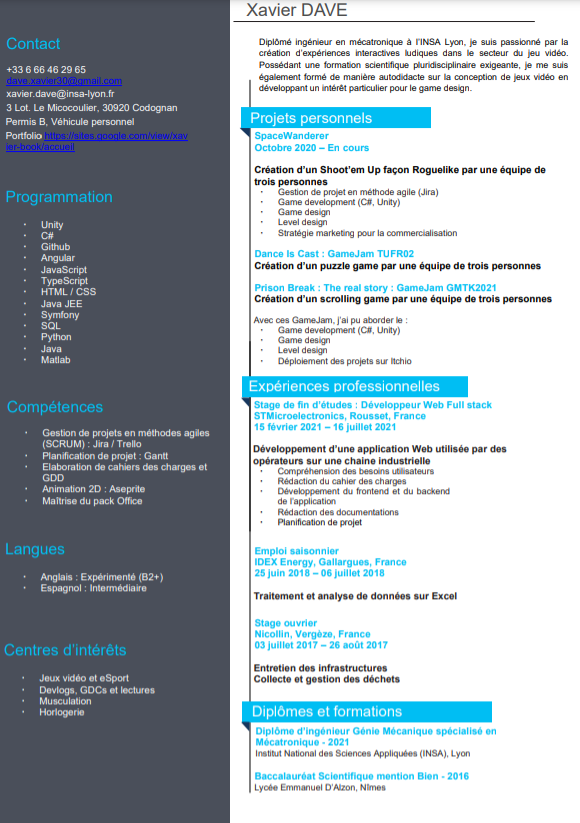 Xavier DAVE
Contact
+33 6 66 46 29 65
dave.xavier30@gmail.com
xavier.dave@insa-lyon.fr
3 Lot. Le Micocoulier, 30920 Codognan
Permis B, Véhicule personnel
Portfolio https://sites.google.com/view/xav
ier-book/accueil
Programmation
· Unity
· C#
· Github
· Angular
· JavaScript
· TypeScript
· HTML / CSS
· Java JEE
· Symfony
· SQL
· Python
· Java
· Matlab
Compétences
· Gestion de projets en méthodes agiles
(SCRUM) : Jira / Trello
· Planification de projet : Gantt
· Elaboration de cahiers des charges et
GDD
· Animation 2D : Aseprite
· Maîtrise du pack Office
Langues
· Anglais : Expérimenté (B2+)
· Espagnol : Intermédiaire
Centres d'intérêts
· Jeux vidéo et eSport
· Devlogs, GDCs et lectures
· Musculation
· Horlogerie
Diplômé ingénieur en mécatronique à l'INSA Lyon, je suis passionné par la
création d'expériences interactives ludiques dans le secteur du jeu vidéo.
Possédant une formation scientifique pluridisciplinaire exigeante, je me suis
également formé de manière autodidacte sur la conception de jeux vidéo en
développant un intérêt particulier pour le game design.
Projets personnels
SpaceWanderer
Octobre 2020 – En cours
Création d'un Shoot'em Up façon Roguelike par une équipe de
trois personnes
· Gestion de projet en méthode agile (Jira)
· Game development (C#, Unity)
· Game design
· Level design
· Stratégie marketing pour la commercialisation
Dance Is Cast : GameJam TUFR02
Création d'un puzzle game par une équipe de trois personnes
Prison Break : The real story : GameJam GMTK2021
Création d'un scrolling game par une équipe de trois personnes
Avec ces GameJam, j'ai pu aborder le :
· Game development (C#, Unity)
· Game design
· Level design
· Déploiement des projets sur Itchio
Expériences professionnelles
Stage de fin d'études : Développeur Web Full stack
STMicroelectronics, Rousset, France
15 février 2021 – 16 juillet 2021
Développement d'une application Web utilisée par des
opérateurs sur une chaine industrielle
· Compréhension des besoins utilisateurs
· Rédaction du cahier des charges
· Développement du frontend et du backend
de l'application
· Rédaction des documentations
· Planification de projet
Emploi saisonnier
IDEX Energy, Gallargues, France
25 juin 2018 – 06 juillet 2018
Traitement et analyse de données sur Excel
Stage ouvrier
Nicollin, Vergèze, France
03 juillet 2017 – 26 août 2017
Entretien des infrastructures
Collecte et gestion des déchets
Diplômes et formations
Diplôme d'ingénieur Génie Mécanique spécialisé en
Mécatronique - 2021
Institut National des Sciences Appliquées (INSA), Lyon
Baccalauréat Scientifique mention Bien - 2016
Lycée Emmanuel D'Alzon, Nîmes